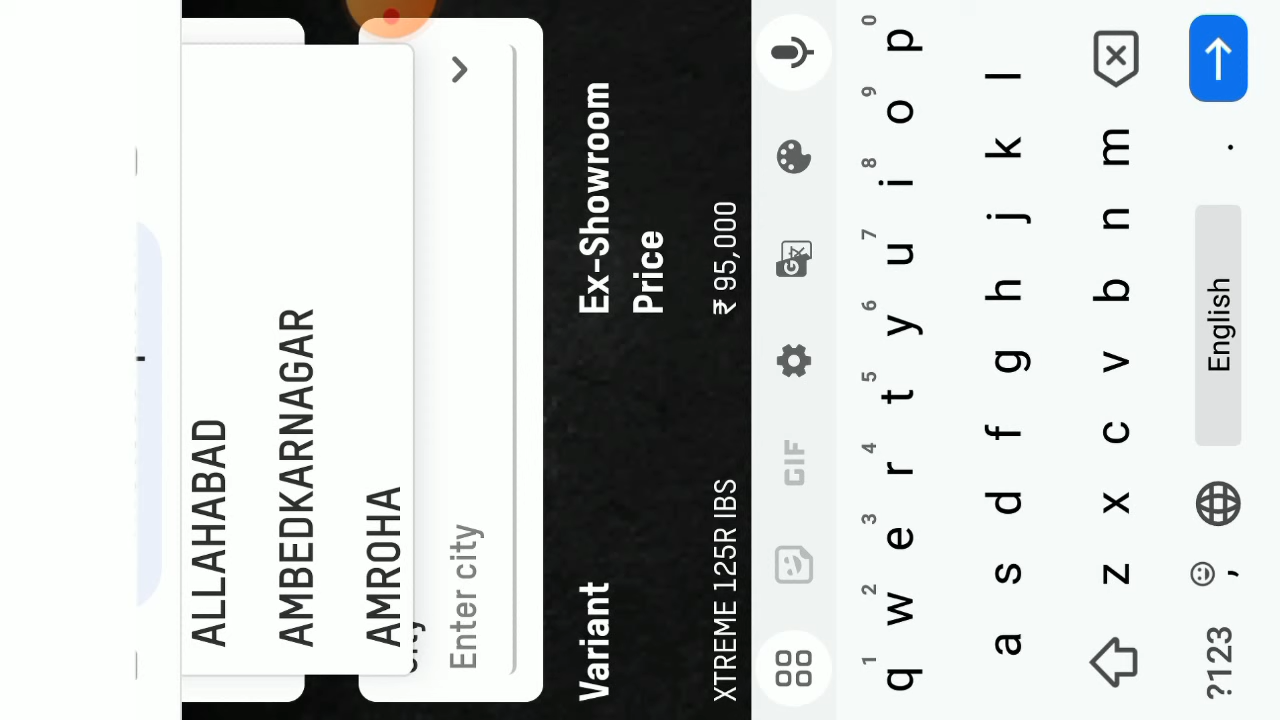 ALLAHABAD
AMBEDKARNAGAR
AMROHA
City
Enter city
Variant
Ex-Showroom
Price
XTREME 125R IBS
₹ 95,000
GIF
1 2 3 4 5 6 7 8 9 0
q w e r t y u i o p
a s d f g h j k l
z x c v b n m
?123 , English .